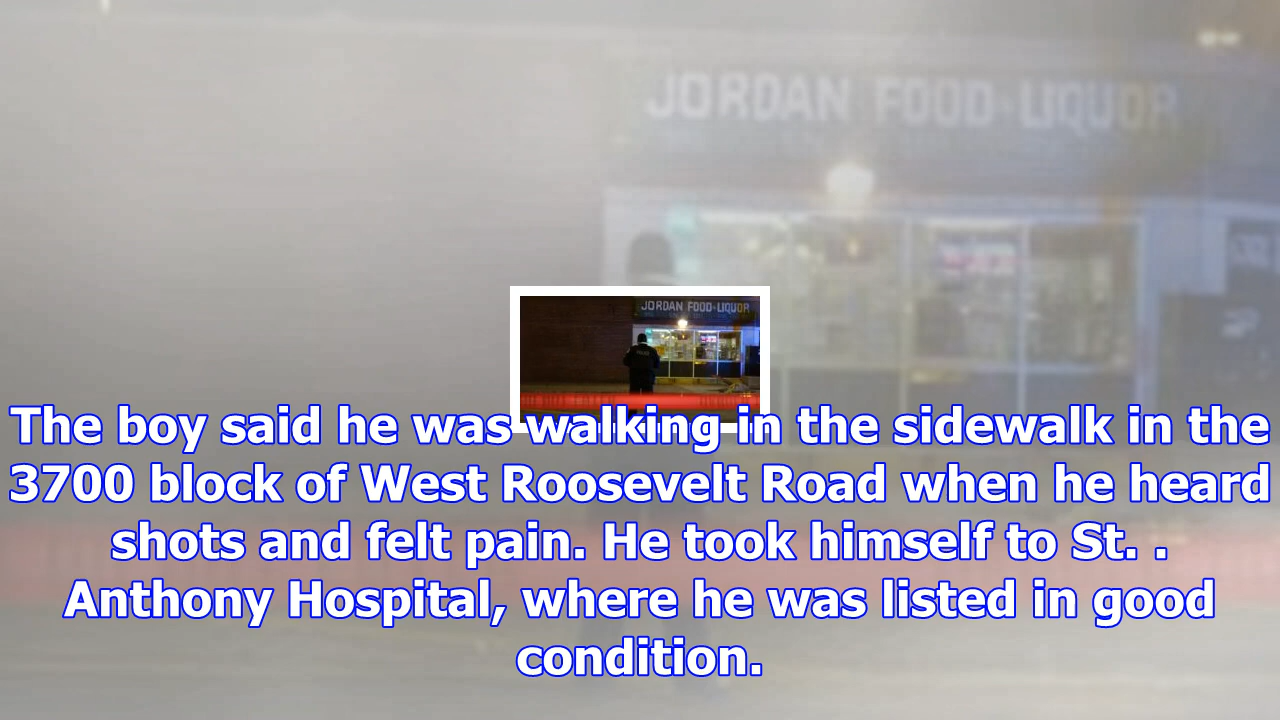 JORDAN FOOD-LIQUOR
JORDAN FOOD-LIQUOR
The boy said he was walking in the sidewalk in the
3700 block of West Roosevelt Road when he heard
shots and felt pain. He took himself to St. .
Anthony Hospital, where he was listed in good
condition.